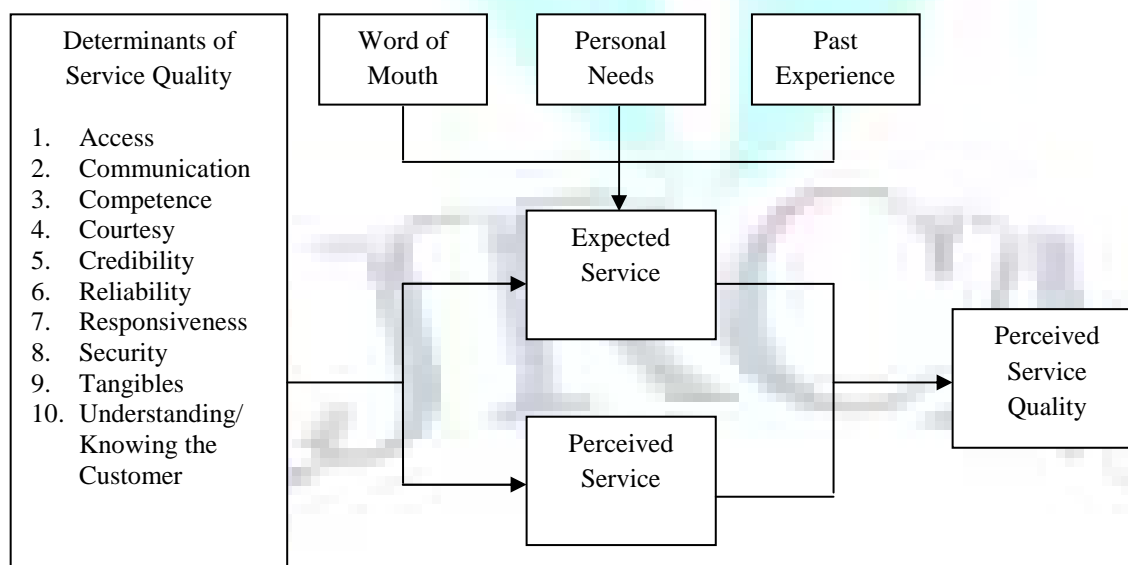 Determinants of
Service Quality
1. Access
2. Communication
3. Competence
4. Courtesy
5. Credibility
6. Reliability
7. Responsiveness
8. Security
9. Tangibles
10. Understanding/
Knowing the
Customer
Word of
Mouth
Personal
Needs
Past
Experience
Expected
Service
Perceived
Service
Perceived
Service
Quality